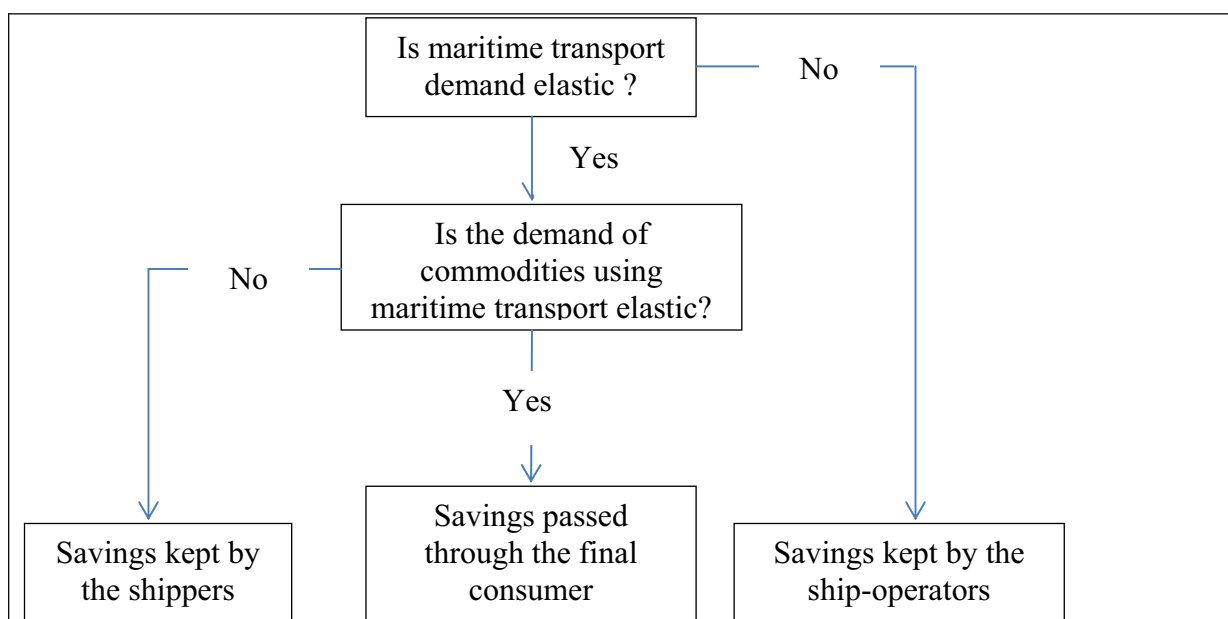 Is maritime transport
demand elastic ?
No
Yes
Is the demand of
commodities using
maritime transport elastic?
No
Yes
Savings kept by
the shippers
Savings passed
through the final
consumer
Savings kept by the
ship-operators